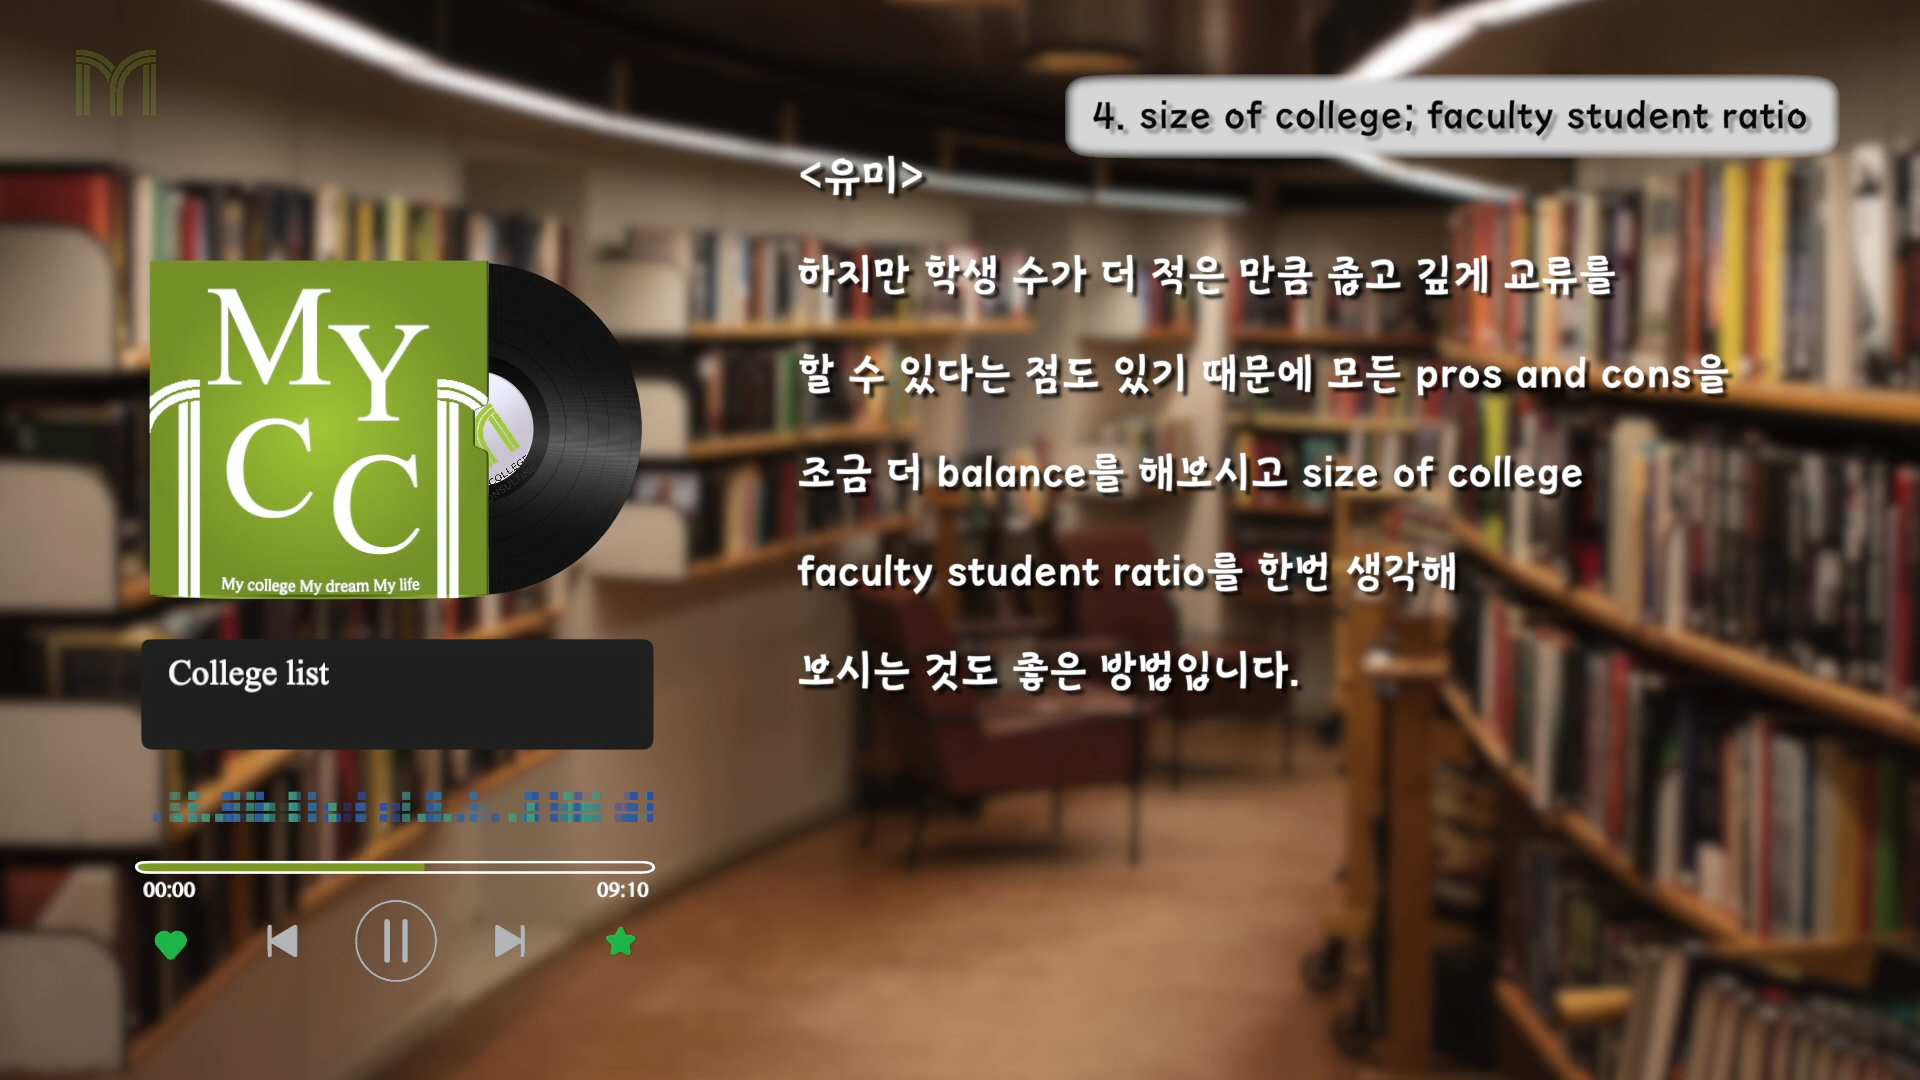 4. size of college; faculty student ratio
<유미>
하지만 학생 수가 더 적은 만큼 좁고 깊게 교류를
할 수 있다는 점도 있기 때문에 모든 pros and cons을
조금 더 balance를 해보시고 size of college
faculty student ratio를 한번 생각해
보시는 것도 좋은 방법입니다.
MY
CC
My college My dream My life
COLLEGE
College list
00:00
09:10